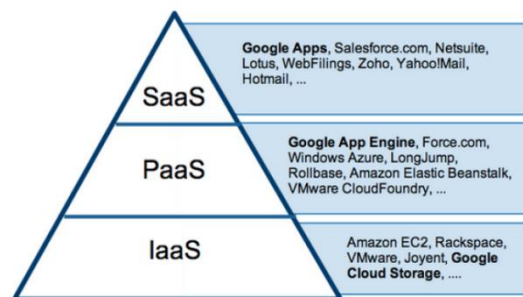 SaaS
Google Apps, Salesforce.com, Netsuite,
Lotus, WebFilings, Zoho, Yahoo!Mail,
Hotmail, ...
PaaS
Google App Engine, Force.com,
Windows Azure, LongJump,
Rollbase, Amazon Elastic Beanstalk,
VMware CloudFoundry, ...
IaaS
Amazon EC2, Rackspace,
VMware, Joyent, Google
Cloud Storage, ....